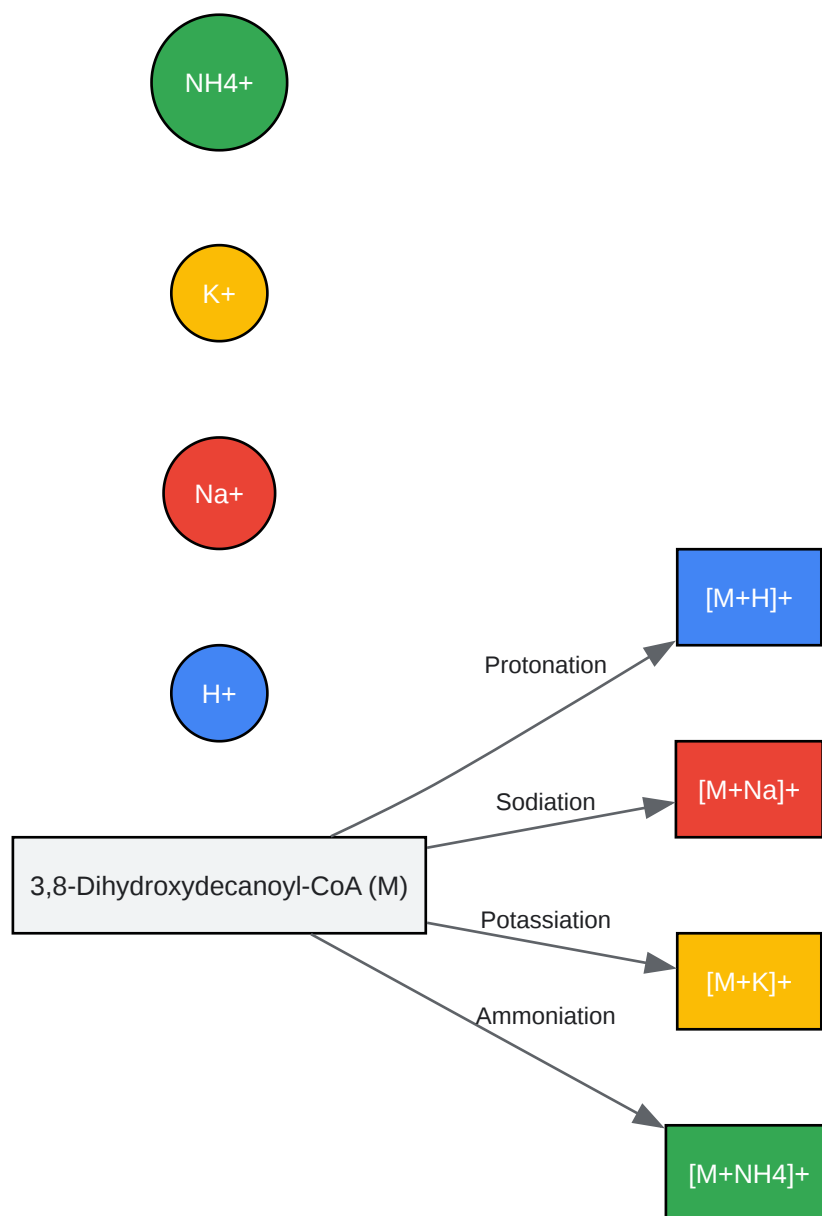 NH4+
K+
Na+
H+
[M+H]+
Protonation
Sodiation
[M+Na]+
3,8-Dihydroxydecanoyl-CoA (M)
Potassiation
[M+K]+
Ammoniation
[M+NH4]+